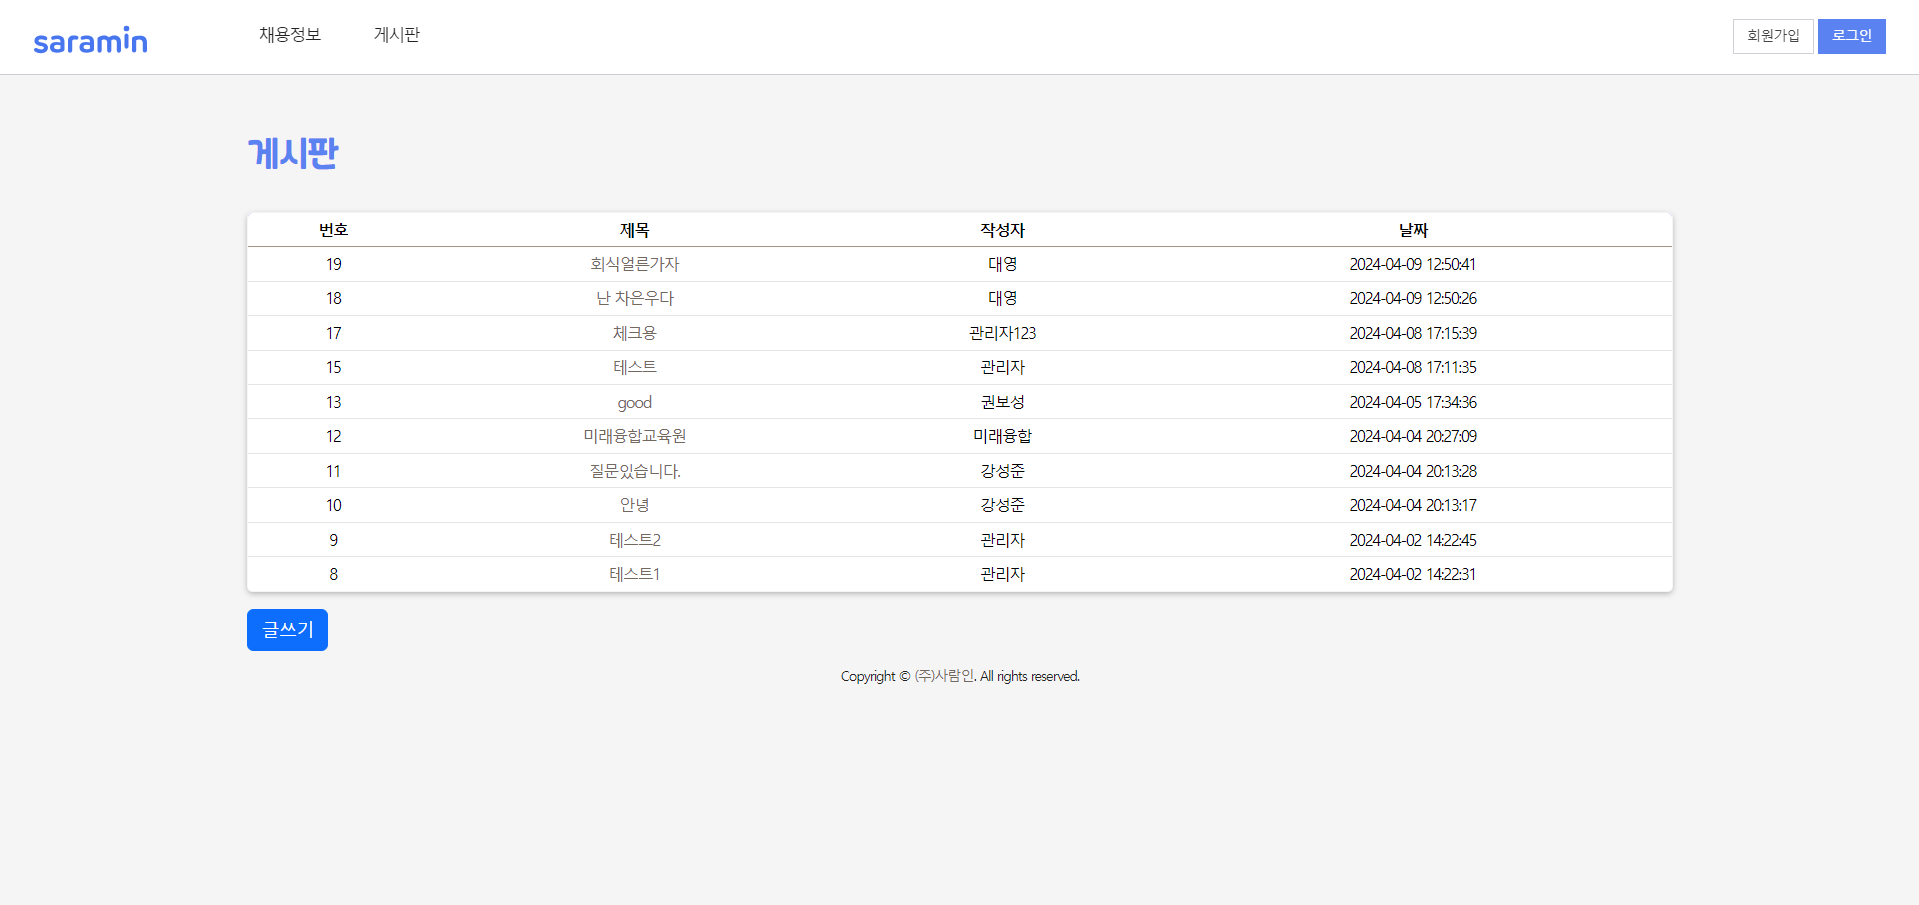 saramin 채용정보 게시판 회원가입 로그인
게시판
번호 제목 작성자 날짜
19 회식얼른가자 대영 2024-04-09 12:50:41
18 난 차은우다 대영 2024-04-09 12:50:26
17 체크용 관리자123 2024-04-08 17:15:39
15 테스트 관리자 2024-04-08 17:11:35
13 good 권보성 2024-04-05 17:34:36
12 미래융합교육원 미래융합 2024-04-04 20:27:09
11 질문있습니다. 강성준 2024-04-04 20:13:28
10 안녕 강성준 2024-04-04 20:13:17
9 테스트2 관리자 2024-04-02 14:22:45
8 테스트1 관리자 2024-04-02 14:22:31
글쓰기
Copyright © (주)사람인. All rights reserved.